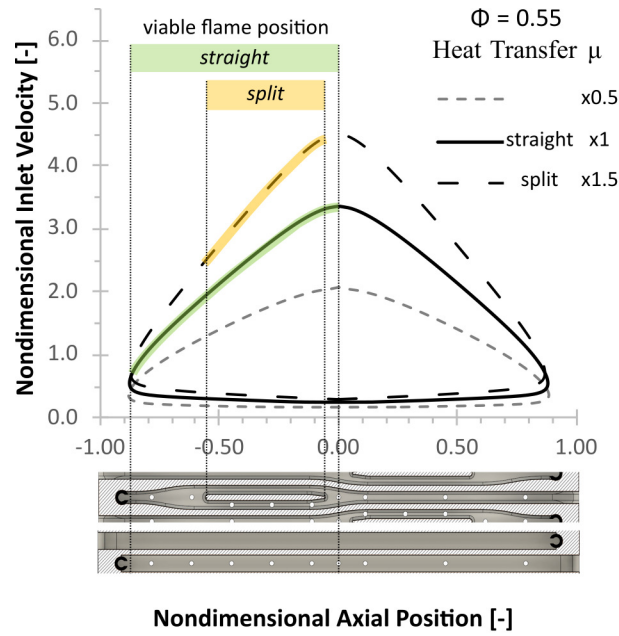 viable flame position
straight
split
Φ = 0.55
Heat Transfer μ
x0.5
straight x1
split x1.5
Nondimensional Inlet Velocity [-]
6.0
5.0
4.0
3.0
2.0
1.0
0.0
-1.00 -0.50 0.00 0.50 1.00
Nondimensional Axial Position [-]